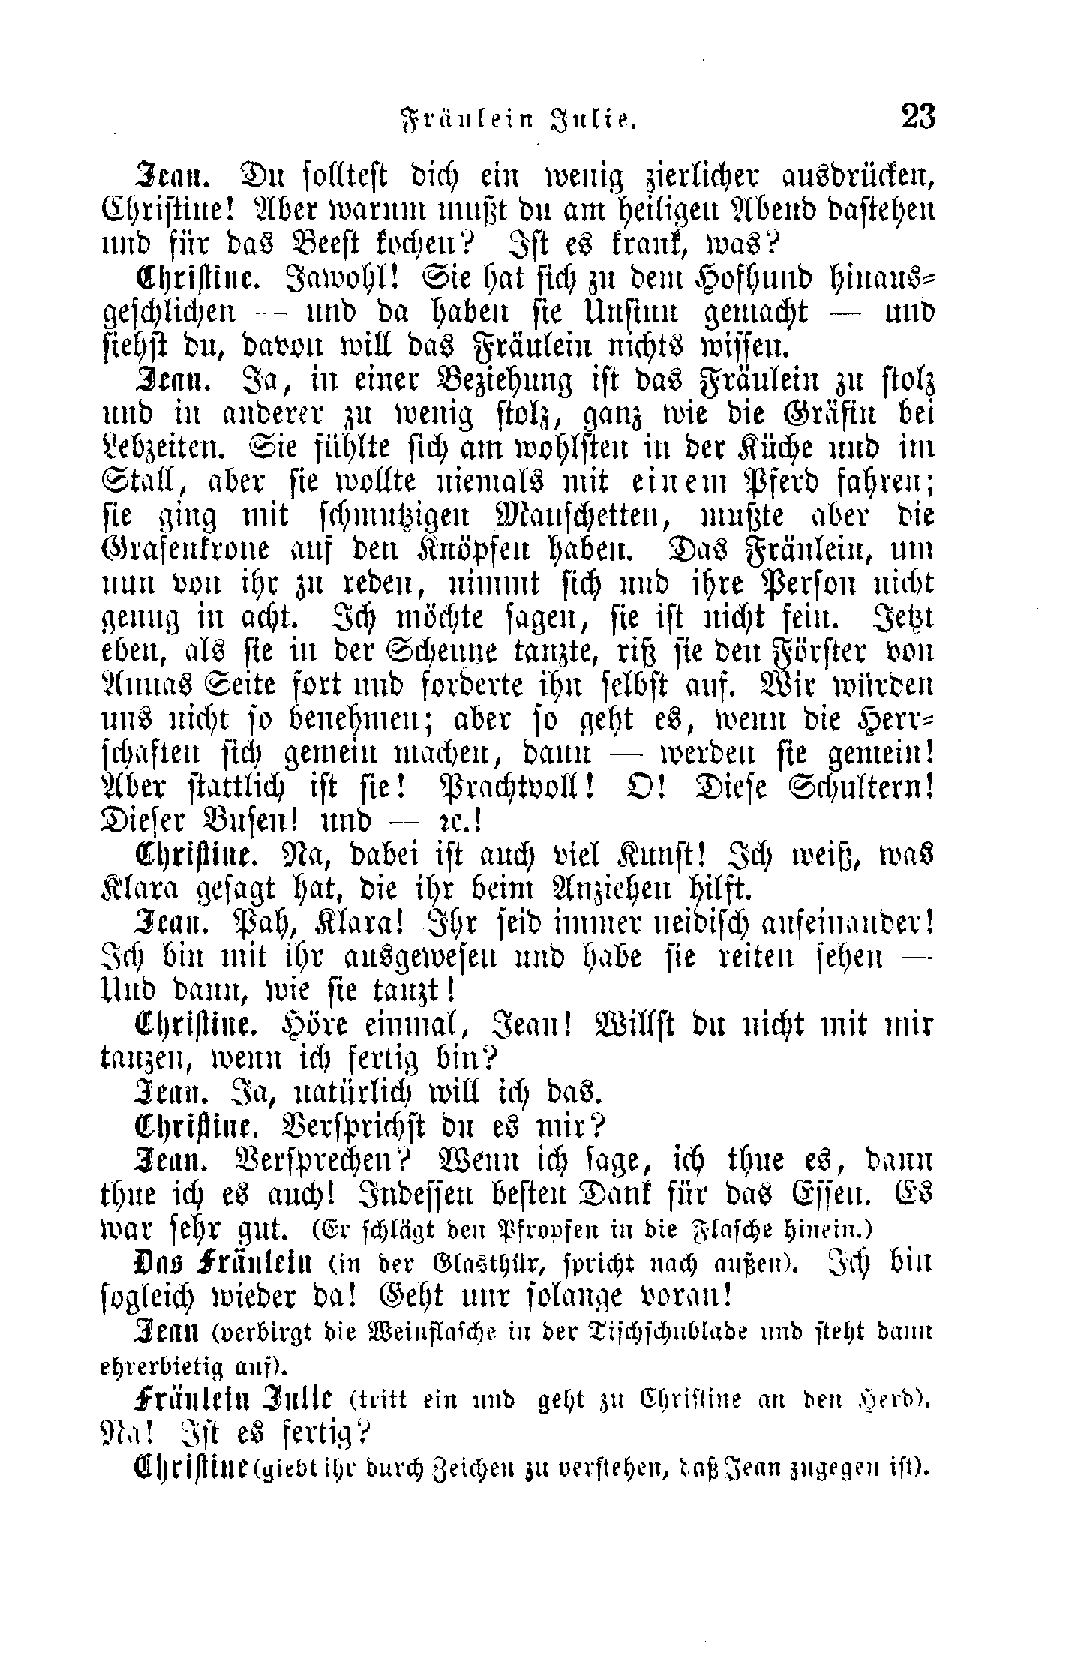 Fräulein Julie. 23
Jean. Du solltest dich ein wenig zierlicher ausdrücken,
Christine! Aber warum mußt du am heiligen Abend dastehen
und für das Beest kochen? Ist es krank, was?
Christine. Jawohl! Sie hat sich zu dem Hofhund hinaus-
geschlichen — und da haben sie Unsinn gemacht — und
siehst du, davon will das Fräulein nichts wissen.
Jean. Ja, in einer Beziehung ist das Fräulein zu stolz
und in anderer zu wenig stolz, ganz wie die Gräfin bei
Lebzeiten. Sie fühlte sich am wohlsten in der Küche und im
Stall, aber sie wollte niemals mit einem Pferd fahren;
sie ging mit schmutzigen Manschetten, mußte aber die
Grafenkrone auf den Knöpfen haben. Das Fräulein, um
nun von ihr zu reden, nimmt sich und ihre Person nicht
genug in acht. Ich möchte sagen, sie ist nicht fein. Jetzt
eben, als sie in der Scheune tanzte, riß sie den Förster von
Annas Seite fort und forderte ihn selbst auf. Wir würden
uns nicht so benehmen; aber so geht es, wenn die Herr-
schaften sich gemein machen, dann — werden sie gemein!
Aber stattlich ist sie! Prachtvoll! O! Diese Schultern!
Dieser Busen! und — ꝛc.!
Christine. Na, dabei ist auch viel Kunst! Ich weiß, was
Klara gesagt hat, die ihr beim Anziehen hilft.
Jean. Pah, Klara! Ihr seid immer neidisch aufeinander!
Ich bin mit ihr ausgewesen und habe sie reiten sehen —
Und dann, wie sie tanzt!
Christine. Höre einmal, Jean! Willst du nicht mit mir
tanzen, wenn ich fertig bin?
Jean. Ja, natürlich will ich das.
Christine. Versprichst du es mir?
Jean. Versprechen? Wenn ich sage, ich thue es, dann
thue ich es auch! Indessen besten Dank für das Essen. Es
war sehr gut. (Er schlägt den Pfropfen in die Flasche hinein.)
Das Fräulein (in der Glasthür, spricht nach außen). Ich bin
sogleich wieder da! Geht nur solange voran!
Jean (verbirgt die Weinflasche in der Tischschublade und steht dann
ehrerbietig auf).
Fräulein Julie (tritt ein und geht zu Christine an den Herd).
Na! Ist es fertig?
Christine (giebt ihr durch Zeichen zu verstehen, daß Jean zugegen ist).